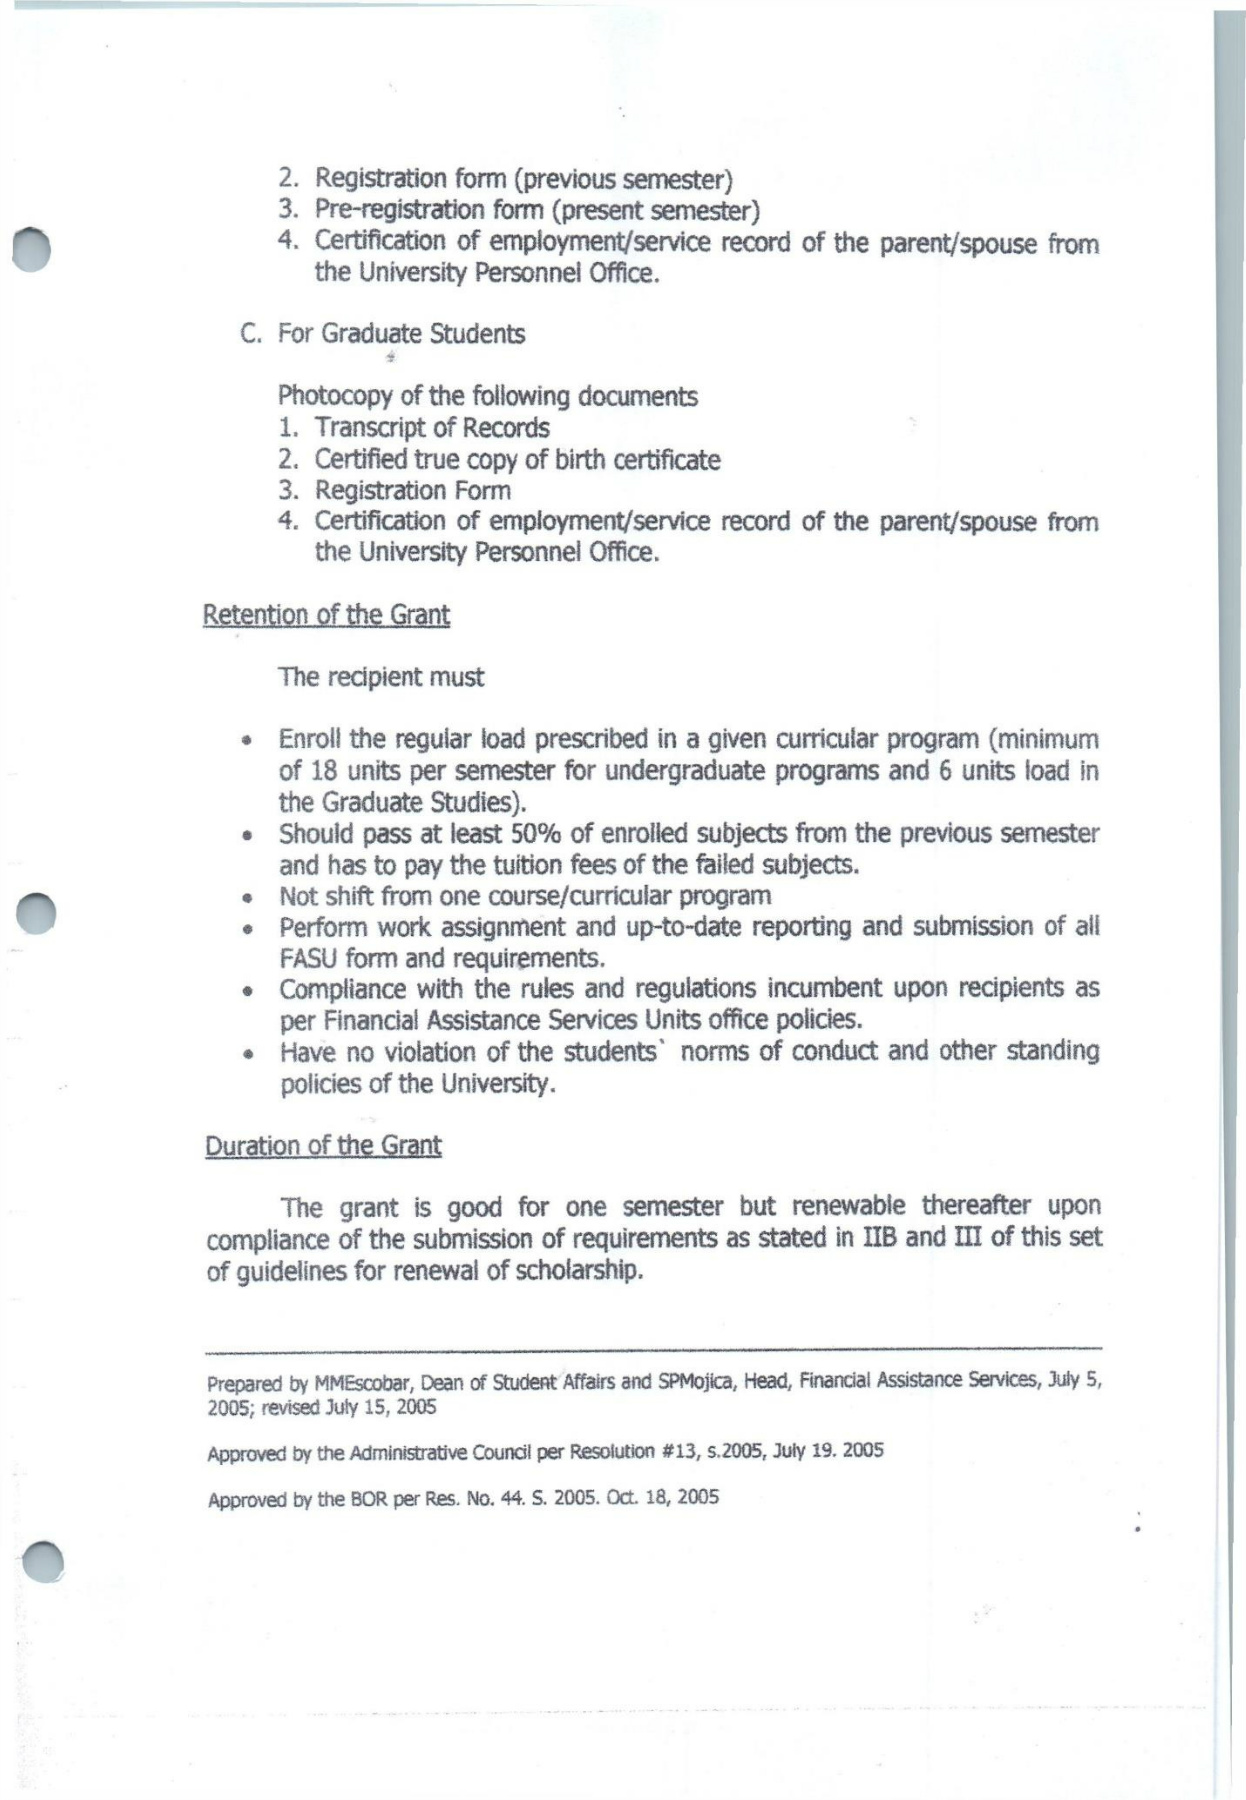 2. Registration form (previous semester)
3. Pre-registration form (present semester)
4. Certification of employment/service record of the parent/spouse from
the University Personnel Office.
C. For Graduate Students
Photocopy of the following documents
1. Transcript of Records
2. Certified true copy of birth certificate
3. Registration Form
4. Certification of employment/service record of the parent/spouse from
the University Personnel Office.
Retention of the Grant
The recipient must
• Enroll the regular load prescribed in a given curricular program (minimum
of 18 units per semester for undergraduate programs and 6 units load in
the Graduate Studies).
• Should pass at least 50% of enrolled subjects from the previous semester
and has to pay the tuition fees of the failed subjects.
• Not shift from one course/curricular program
• Perform work assignment and up-to-date reporting and submission of all
FASU form and requirements.
• Compliance with the rules and regulations incumbent upon recipients as
per Financial Assistance Services Units office policies.
• Have no violation of the students` norms of conduct and other standing
policies of the University.
Duration of the Grant
The grant is good for one semester but renewable thereafter upon
compliance of the submission of requirements as stated in IIB and III of this set
of guidelines for renewal of scholarship.
Prepared by MMEscobar, Dean of Student Affairs and SPMojica, Head, Financial Assistance Services, July 5,
2005; revised July 15, 2005
Approved by the Administrative Council per Resolution #13, s.2005, July 19. 2005
Approved by the BOR per Res. No. 44. S. 2005. Oct. 18, 2005